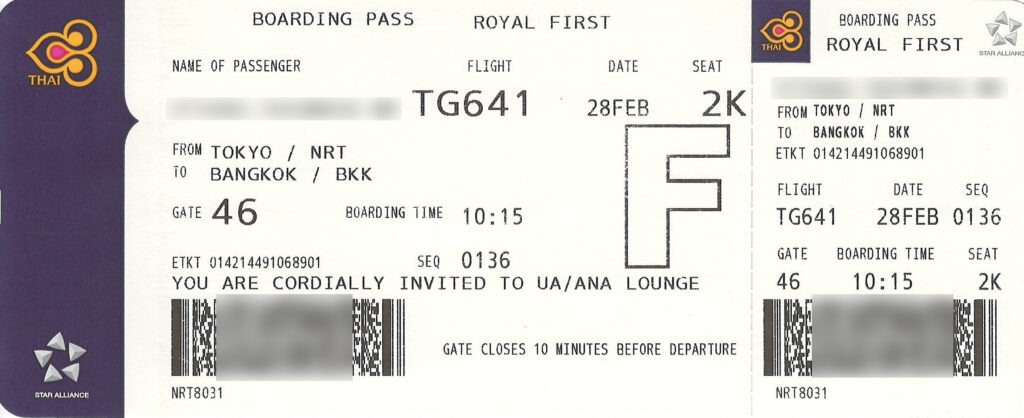 BOARDING PASS ROYAL FIRST
THAI
NAME OF PASSENGER FLIGHT DATE SEAT
TG641 28FEB 2K
FROM TOKYO / NRT
TO BANGKOK / BKK
F
GATE 46 BOARDING TIME 10:15
ETKT 014214491068901 SEQ 0136
YOU ARE CORDIALLY INVITED TO UA/ANA LOUNGE
GATE CLOSES 10 MINUTES BEFORE DEPARTURE
NRT8031
STAR ALLIANCE
THAI
BOARDING PASS
ROYAL FIRST
STAR ALLIANCE
FROM TOKYO / NRT
TO BANGKOK / BKK
ETKT 014214491068901
FLIGHT DATE SEQ
TG641 28FEB 0136
GATE BOARDING TIME SEAT
46 10:15 2K
NRT8031